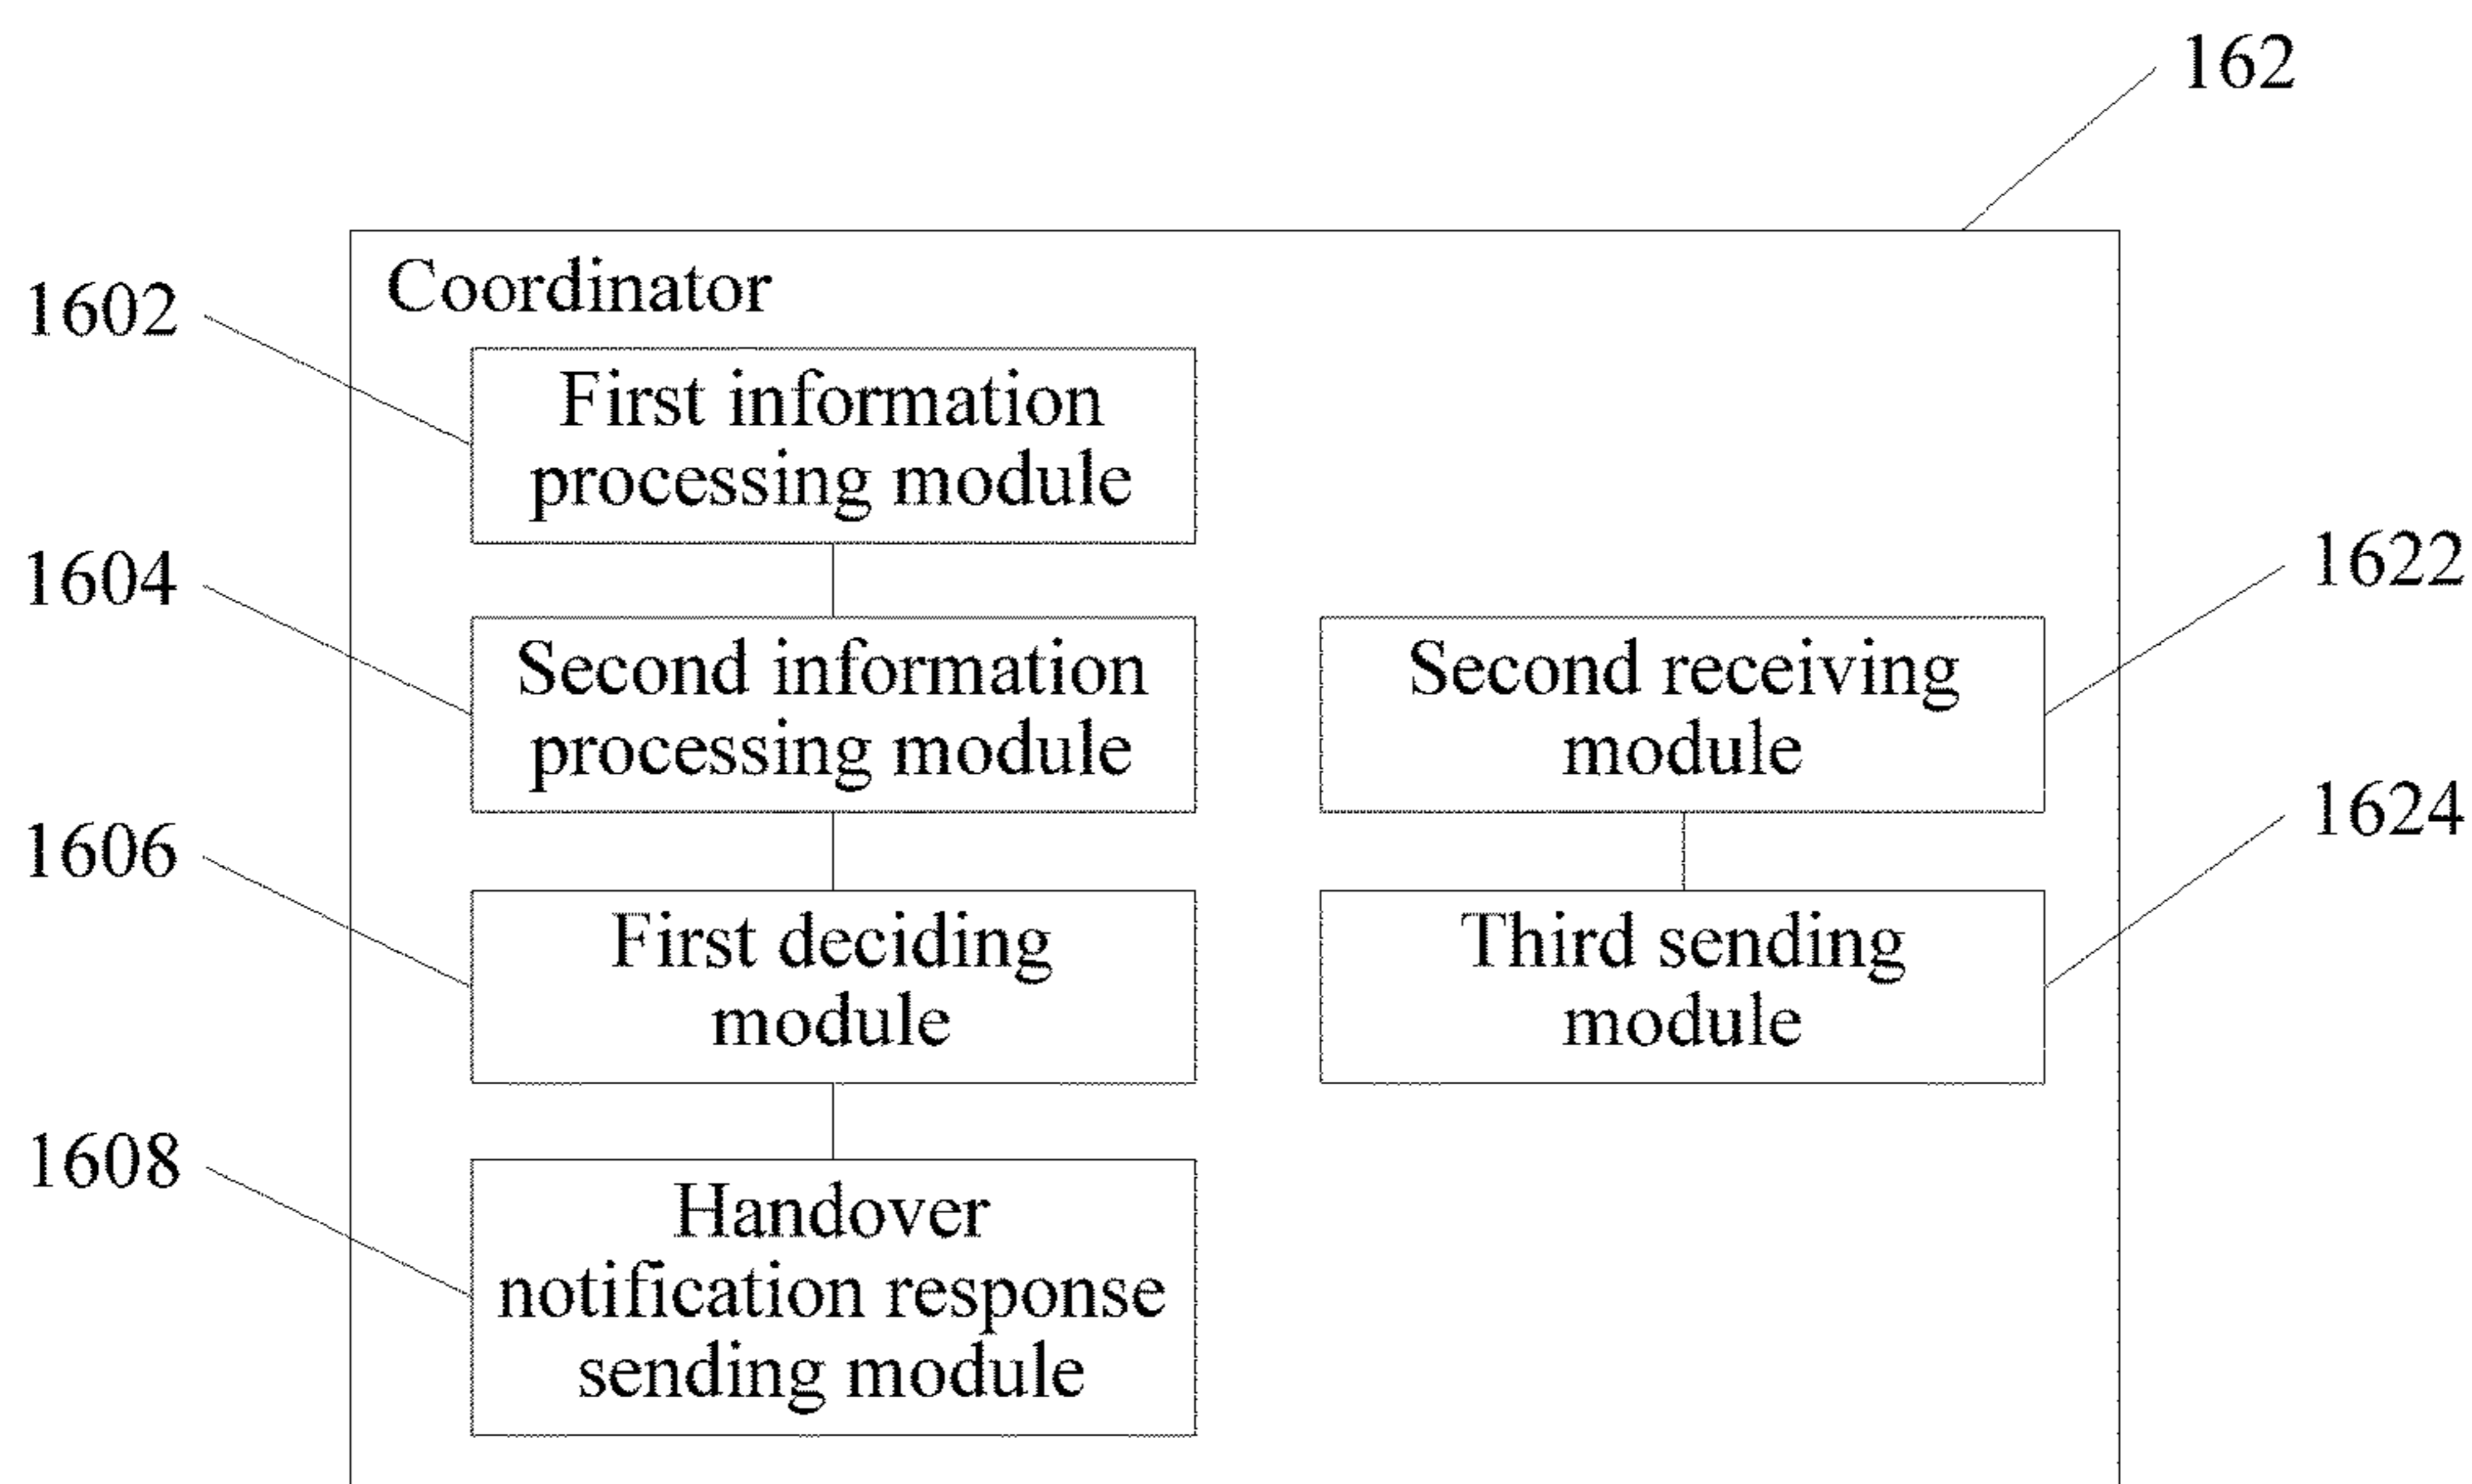 162
Coordinator
1602
First information
processing module
1604
Second information
processing module
1622
Second receiving
module
1606
First deciding
module
1624
Third sending
module
1608
Handover
notification response
sending module